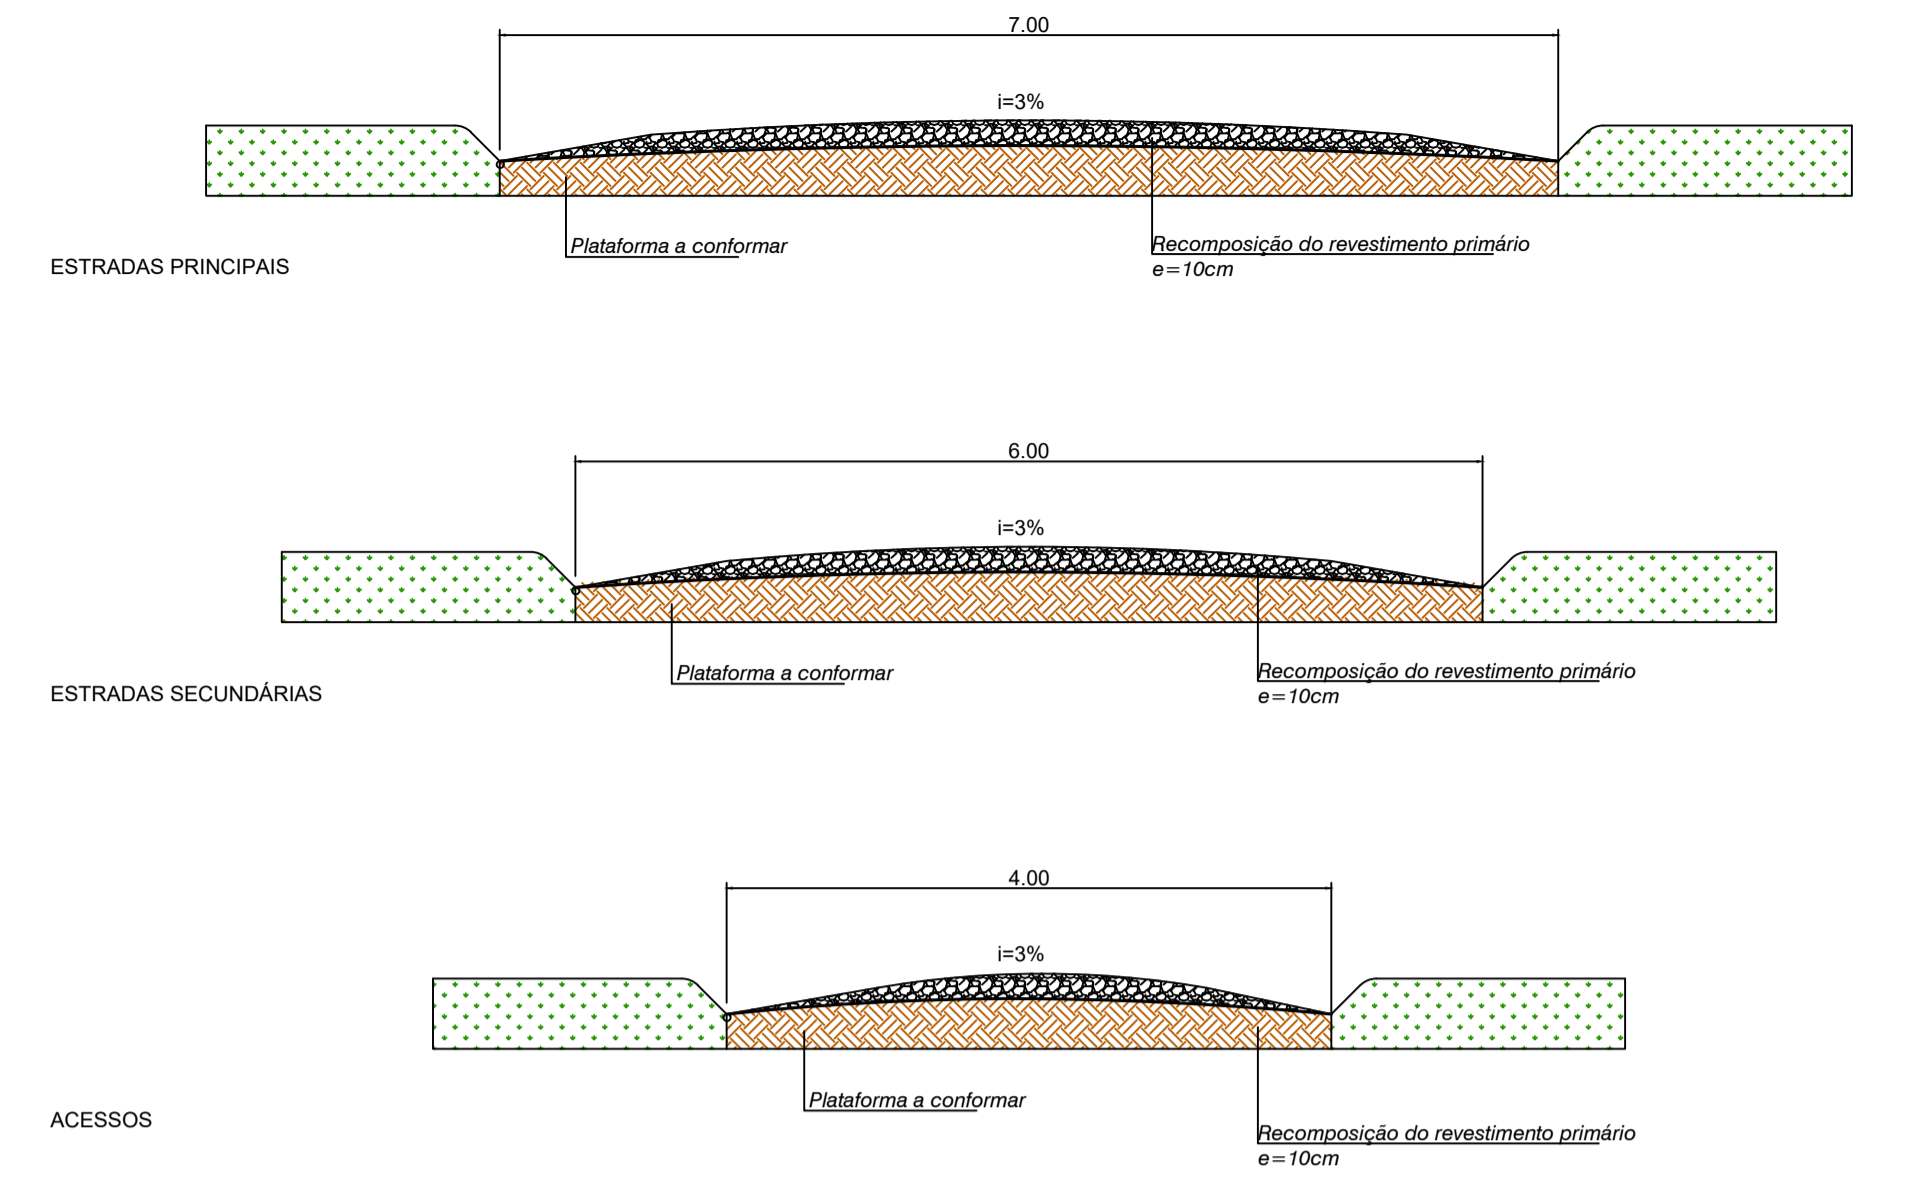 7.00
i=3%
Plataforma a conformar
Recomposição do revestimento primário
e=10cm
ESTRADAS PRINCIPAIS
6.00
i=3%
Plataforma a conformar
Recomposição do revestimento primário
e=10cm
ESTRADAS SECUNDÁRIAS
4.00
i=3%
Plataforma a conformar
ACESSOS
Recomposição do revestimento primário
e=10cm